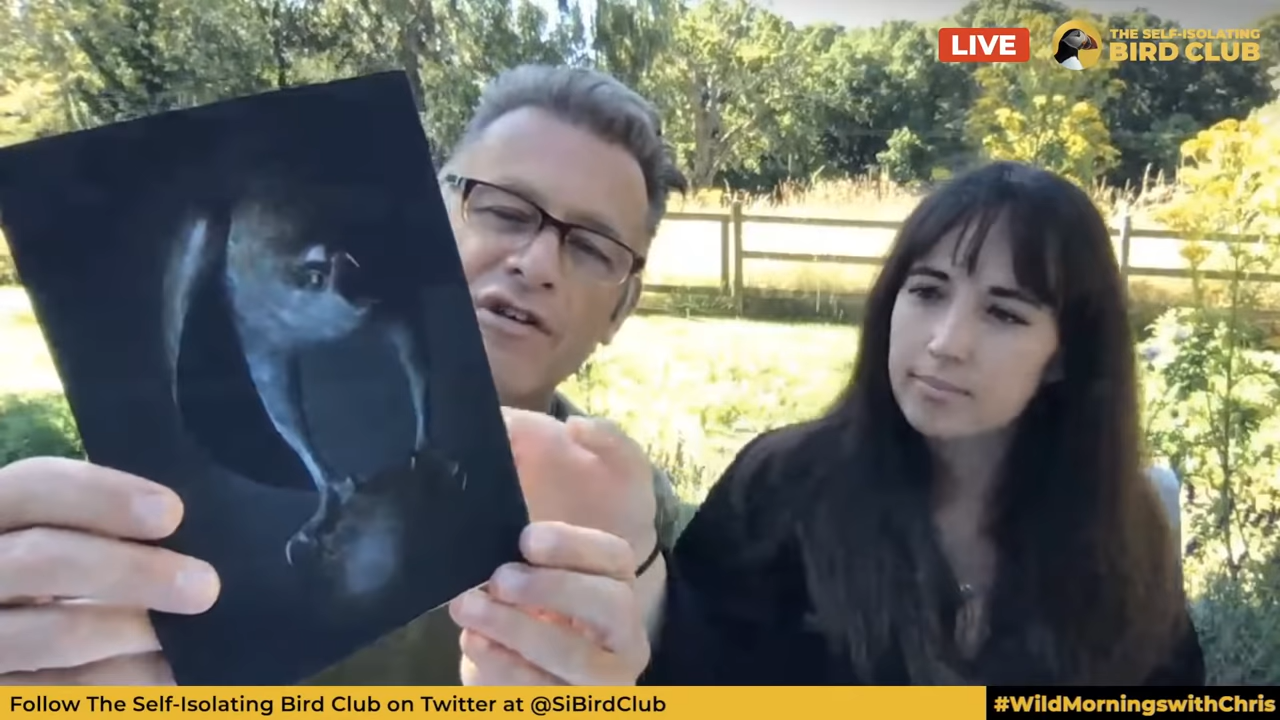 LIVE
THE SELF-ISOLATING
BIRD CLUB
Follow The Self-Isolating Bird Club on Twitter at @SiBirdClub
#WildMorningswithChris